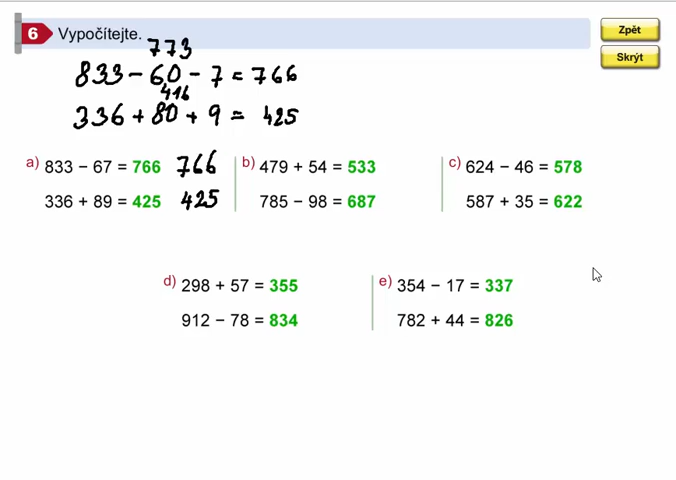 6 Vypočítejte.
Zpět
Skrýt
773
833 - 60 - 7 = 766
416
336 + 80 + 9 = 425
a) 833 − 67 = 766 766
336 + 89 = 425 425
b) 479 + 54 = 533
785 − 98 = 687
c) 624 − 46 = 578
587 + 35 = 622
d) 298 + 57 = 355
912 − 78 = 834
e) 354 − 17 = 337
782 + 44 = 826